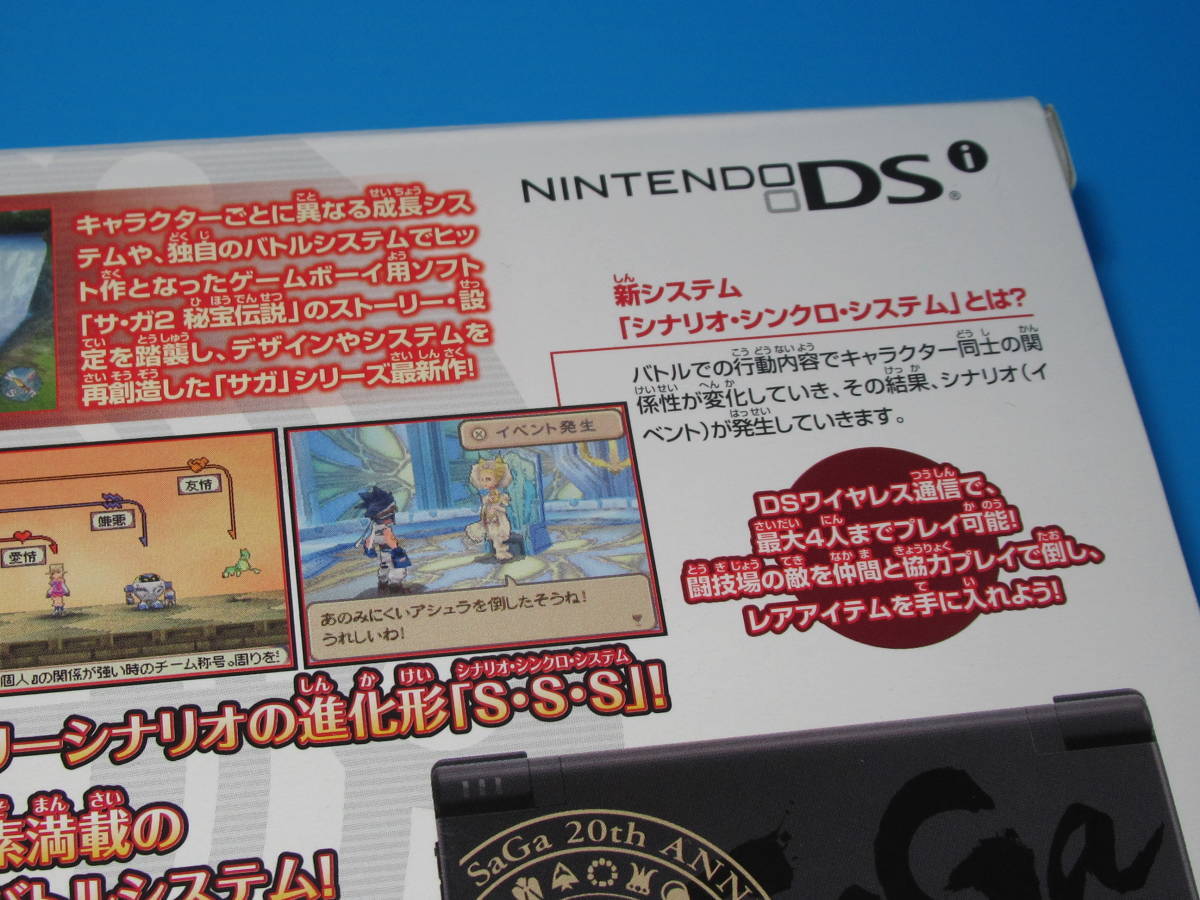 NINTENDO DSi®
キャラクターごとに異なる成長シス
テムや、独自のバトルシステムでヒッ
ト作となったゲームボーイ用ソフト
「サ・ガ2 秘宝伝説」のストーリー・設
定を踏襲し、デザインやシステムを
再創造した「サガ」シリーズ最新作!
新システム
「シナリオ・シンクロ・システム」とは?
バトルでの行動内容でキャラクター同士の関
係性が変化していき、その結果、シナリオ(イ
ベント)が発生していきます。
友情
嫌悪
愛情
個人』の関係が強い時のチーム称号。周りを
イベント発生
あのみにくいアシュラを倒したそうね!
うれしいわ!
DSワイヤレス通信で、
最大4人までプレイ可能!
闘技場の敵を仲間と協力プレイで倒し、
レアアイテムを手に入れよう!
リーシナリオの進化形「S・S・S」!
シナリオ・シンクロ・システム
素満載の
バトルシステム!
SaGa 20th ANN
Ga